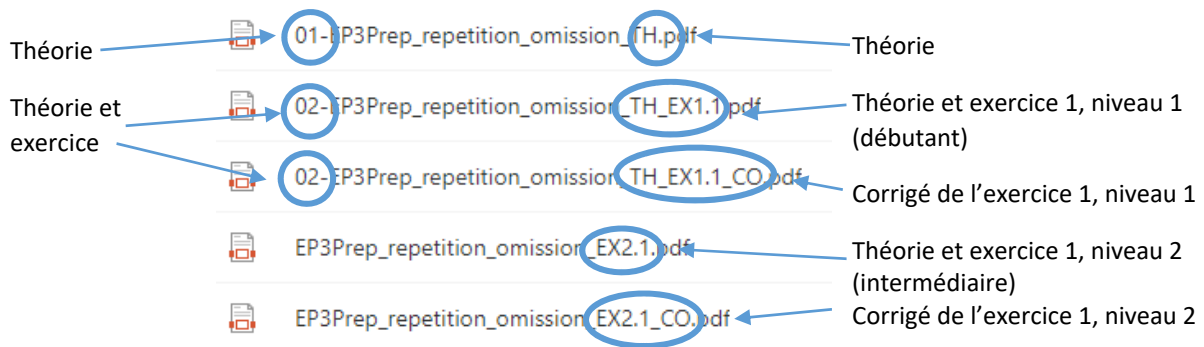 Théorie
Théorie et
exercice
01-EP3Prep_repetition_omission_TH.pdf
02-EP3Prep_repetition_omission_TH_EX1.1.pdf
02-EP3Prep_repetition_omission_TH_EX1.1_CO.pdf
EP3Prep_repetition_omission_EX2.1.pdf
EP3Prep_repetition_omission_EX2.1_CO.pdf
Théorie
Théorie et exercice 1, niveau 1
(débutant)
Corrigé de l’exercice 1, niveau 1
Théorie et exercice 1, niveau 2
(intermédiaire)
Corrigé de l’exercice 1, niveau 2